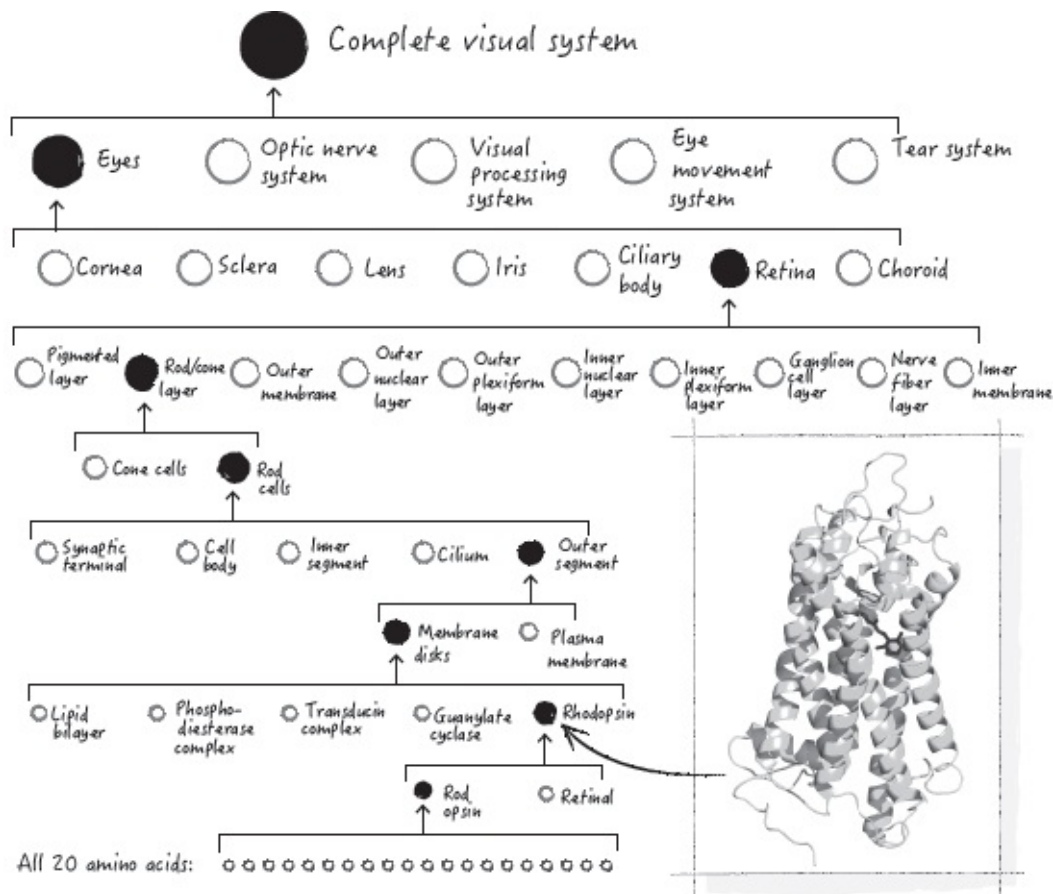 Complete visual system
Eyes
Optic nerve
system
Visual
processing
system
Eye
movement
system
Tear system
Cornea
Sclera
Lens
Iris
Ciliary
body
Retina
Choroid
Pigmented
layer
Rod/cone
layer
Outer
membrane
Outer
nuclear
layer
Outer
plexiform
layer
Inner
nuclear
layer
Inner
plexiform
layer
Ganglion
cell
layer
Nerve
fiber
layer
Inner
membrane
Cone cells
Rod
cells
Synaptic
terminal
Cell
body
Inner
segment
Cilium
Outer
segment
Membrane
disks
Plasma
membrane
Lipid
bilayer
Phospho-
diesterase
complex
Transducin
complex
Guanylate
cyclase
Rhodopsin
Rod
opsin
Retinal
All 20 amino acids: